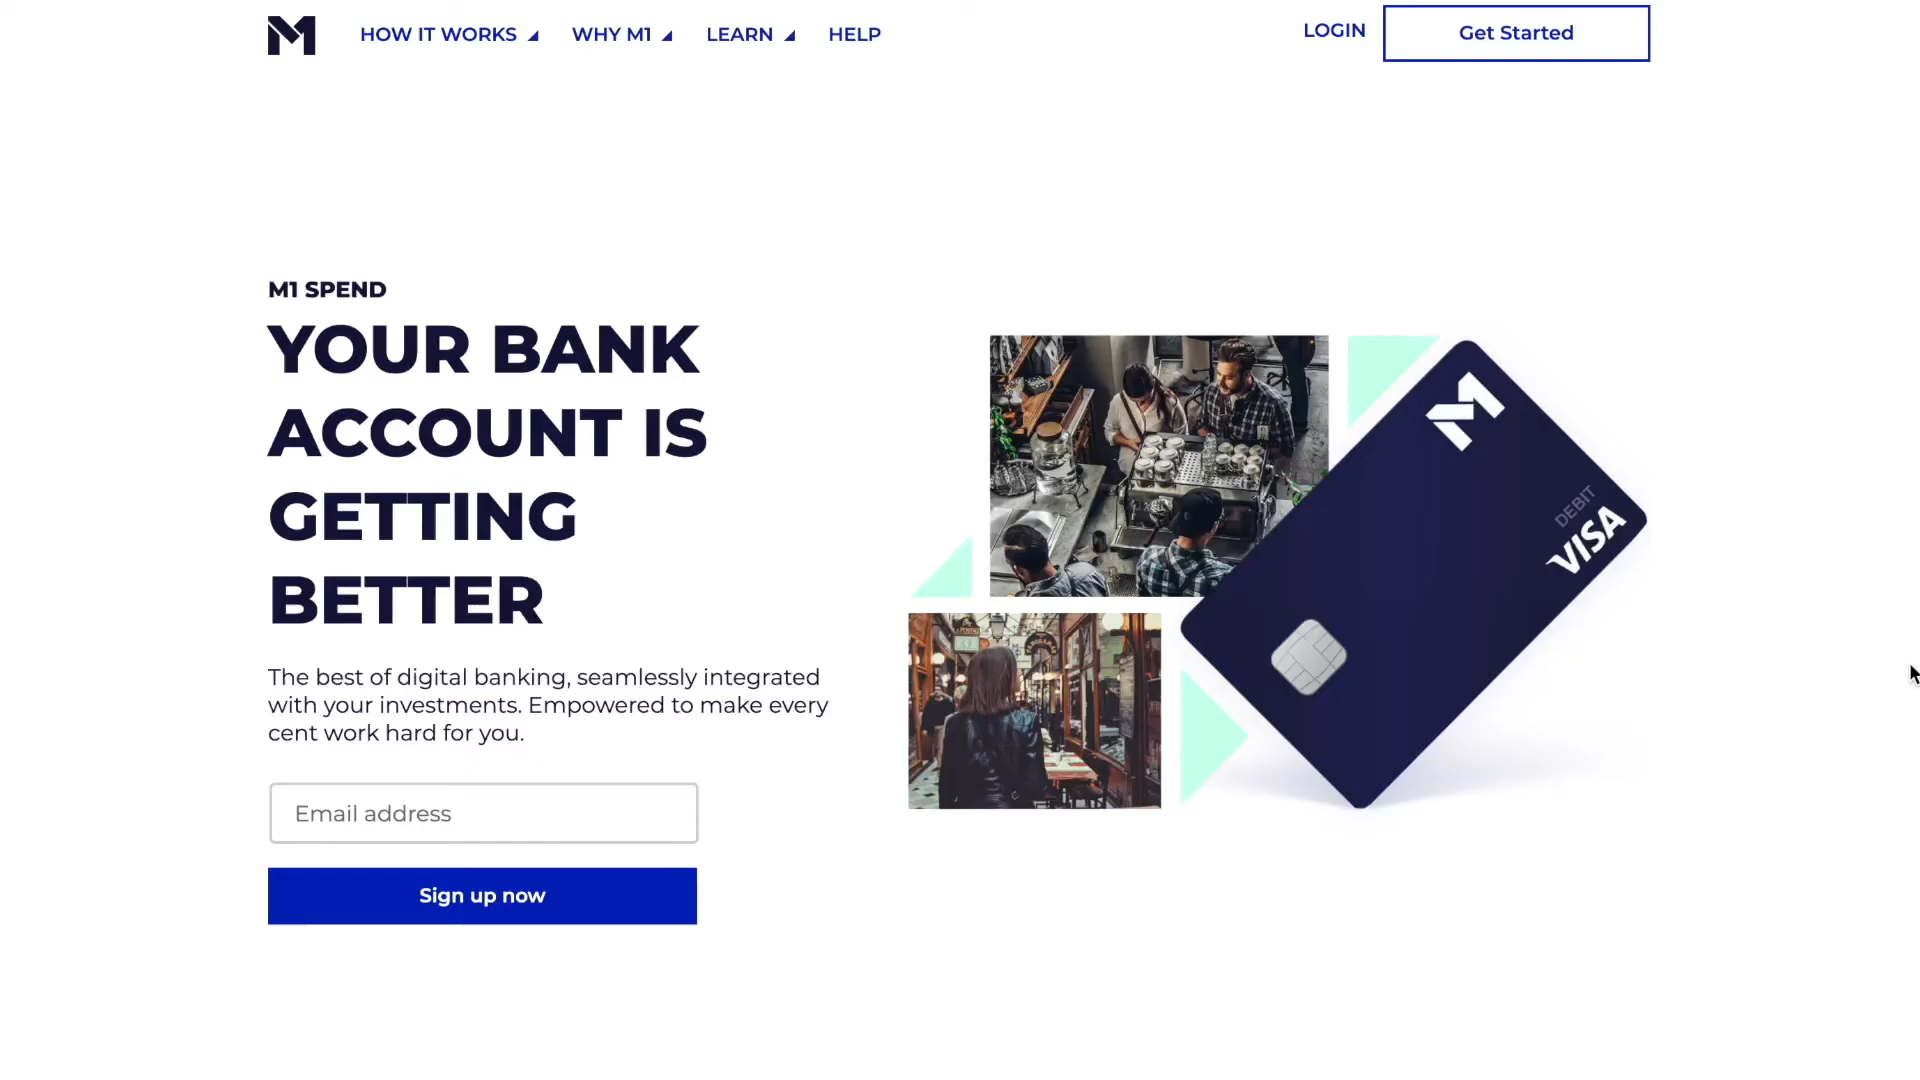 M1
HOW IT WORKS
WHY M1
LEARN
HELP
LOGIN
Get Started
M1 SPEND
YOUR BANK
ACCOUNT IS
GETTING
BETTER
The best of digital banking, seamlessly integrated
with your investments. Empowered to make every
cent work hard for you.
Email address
Sign up now
M1
DEBIT
VISA